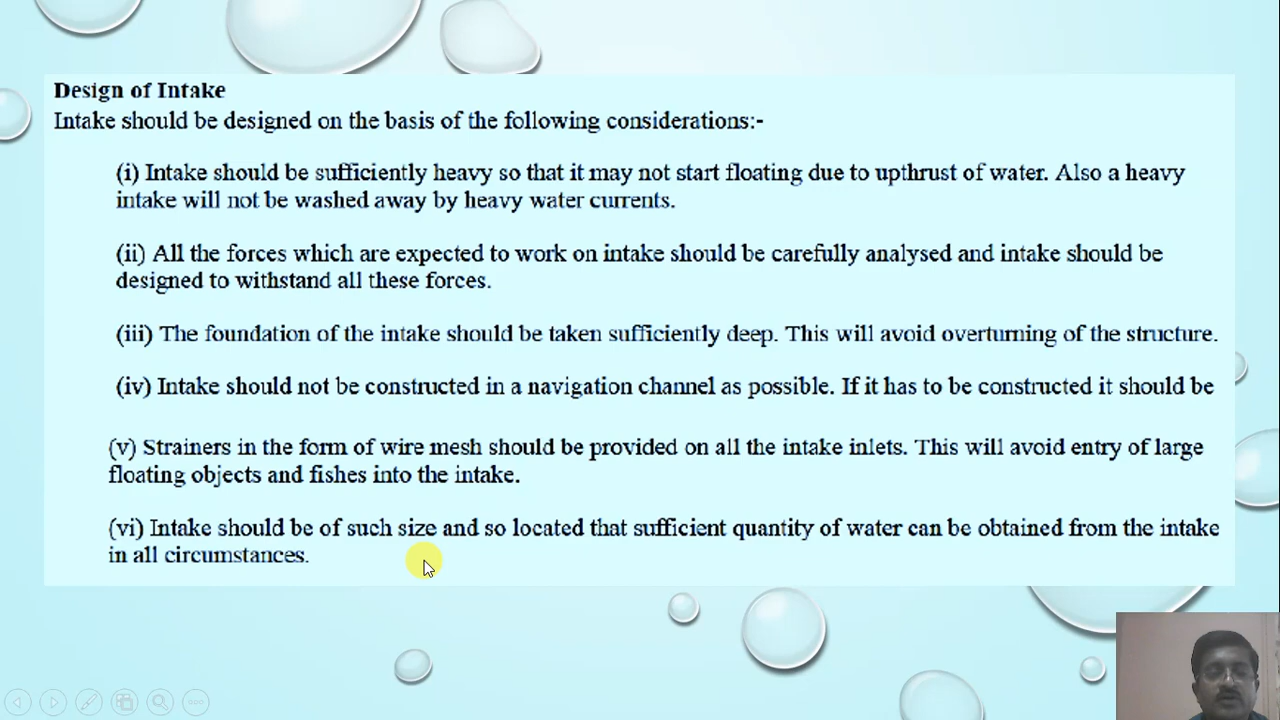 Design of Intake
Intake should be designed on the basis of the following considerations:-
(i) Intake should be sufficiently heavy so that it may not start floating due to upthrust of water. Also a heavy
intake will not be washed away by heavy water currents.
(ii) All the forces which are expected to work on intake should be carefully analysed and intake should be
designed to withstand all these forces.
(iii) The foundation of the intake should be taken sufficiently deep. This will avoid overturning of the structure.
(iv) Intake should not be constructed in a navigation channel as possible. If it has to be constructed it should be
(v) Strainers in the form of wire mesh should be provided on all the intake inlets. This will avoid entry of large
floating objects and fishes into the intake.
(vi) Intake should be of such size and so located that sufficient quantity of water can be obtained from the intake
in all circumstances.